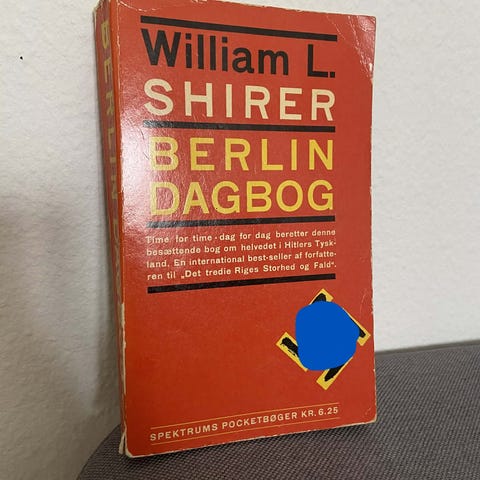 William L.
SHIRER
BERLIN
DAGBOG
Time for time - dag for dag beretter denne
besættende bog om helvedet i Hitlers Tysk-
land. En international best-seller af forfatte-
ren til „Det tredie Riges Storhed og Fald".
SPEKTRUMS POCKETBØGER KR. 6.25